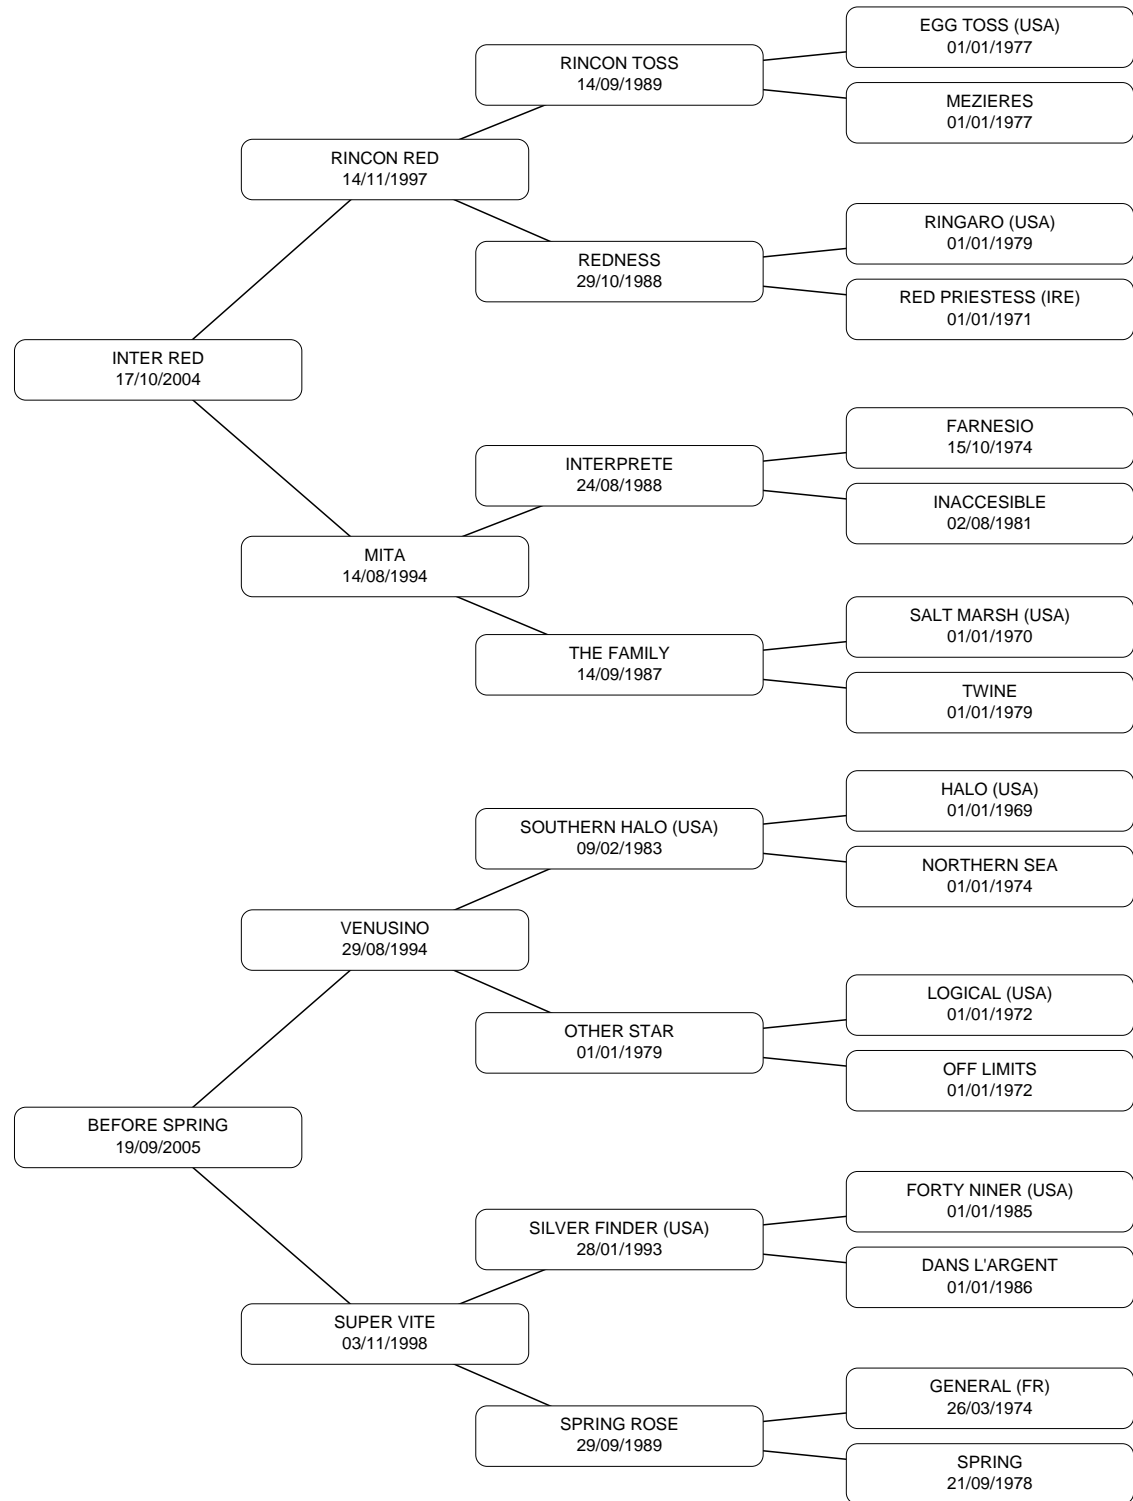 EGG TOSS (USA)
01/01/1977
RINCON TOSS
14/09/1989
MEZIERES
01/01/1977
RINCON RED
14/11/1997
RINGARO (USA)
01/01/1979
REDNESS
29/10/1988
RED PRIESTESS (IRE)
01/01/1971
INTER RED
17/10/2004
FARNESIO
15/10/1974
INTERPRETE
24/08/1988
INACCESIBLE
02/08/1981
MITA
14/08/1994
SALT MARSH (USA)
01/01/1970
THE FAMILY
14/09/1987
TWINE
01/01/1979
HALO (USA)
01/01/1969
SOUTHERN HALO (USA)
09/02/1983
NORTHERN SEA
01/01/1974
VENUSINO
29/08/1994
LOGICAL (USA)
01/01/1972
OTHER STAR
01/01/1979
OFF LIMITS
01/01/1972
BEFORE SPRING
19/09/2005
FORTY NINER (USA)
01/01/1985
SILVER FINDER (USA)
28/01/1993
DANS L'ARGENT
01/01/1986
SUPER VITE
03/11/1998
GENERAL (FR)
26/03/1974
SPRING ROSE
29/09/1989
SPRING
21/09/1978